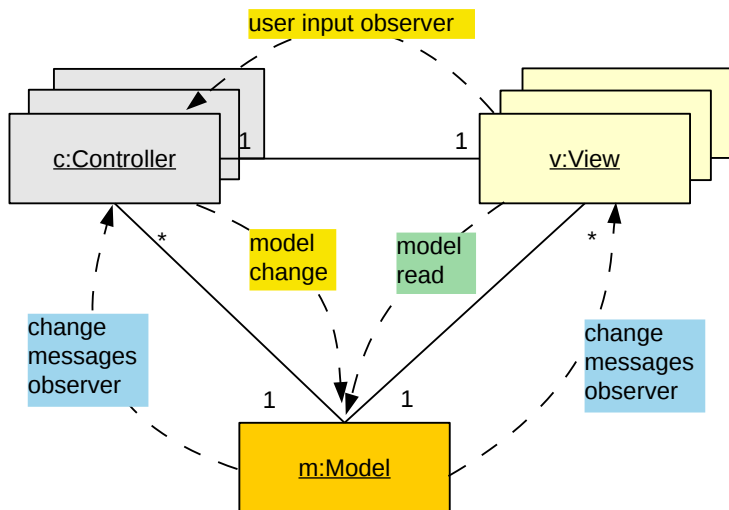 user input observer
1
1
c:Controller
v:View
*
*
model
change
model
read
change
messages
observer
change
messages
observer
1
1
m:Model